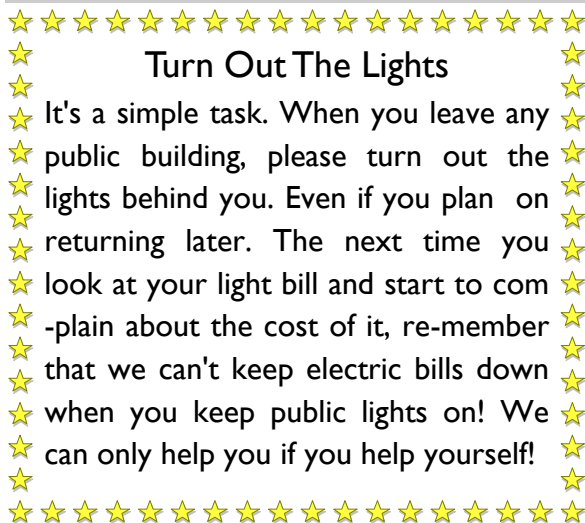 Turn Out The Lights
It's a simple task. When you leave any
public building, please turn out the
lights behind you. Even if you plan on
returning later. The next time you
look at your light bill and start to com
-plain about the cost of it, re-member
that we can't keep electric bills down
when you keep public lights on! We
can only help you if you help yourself!